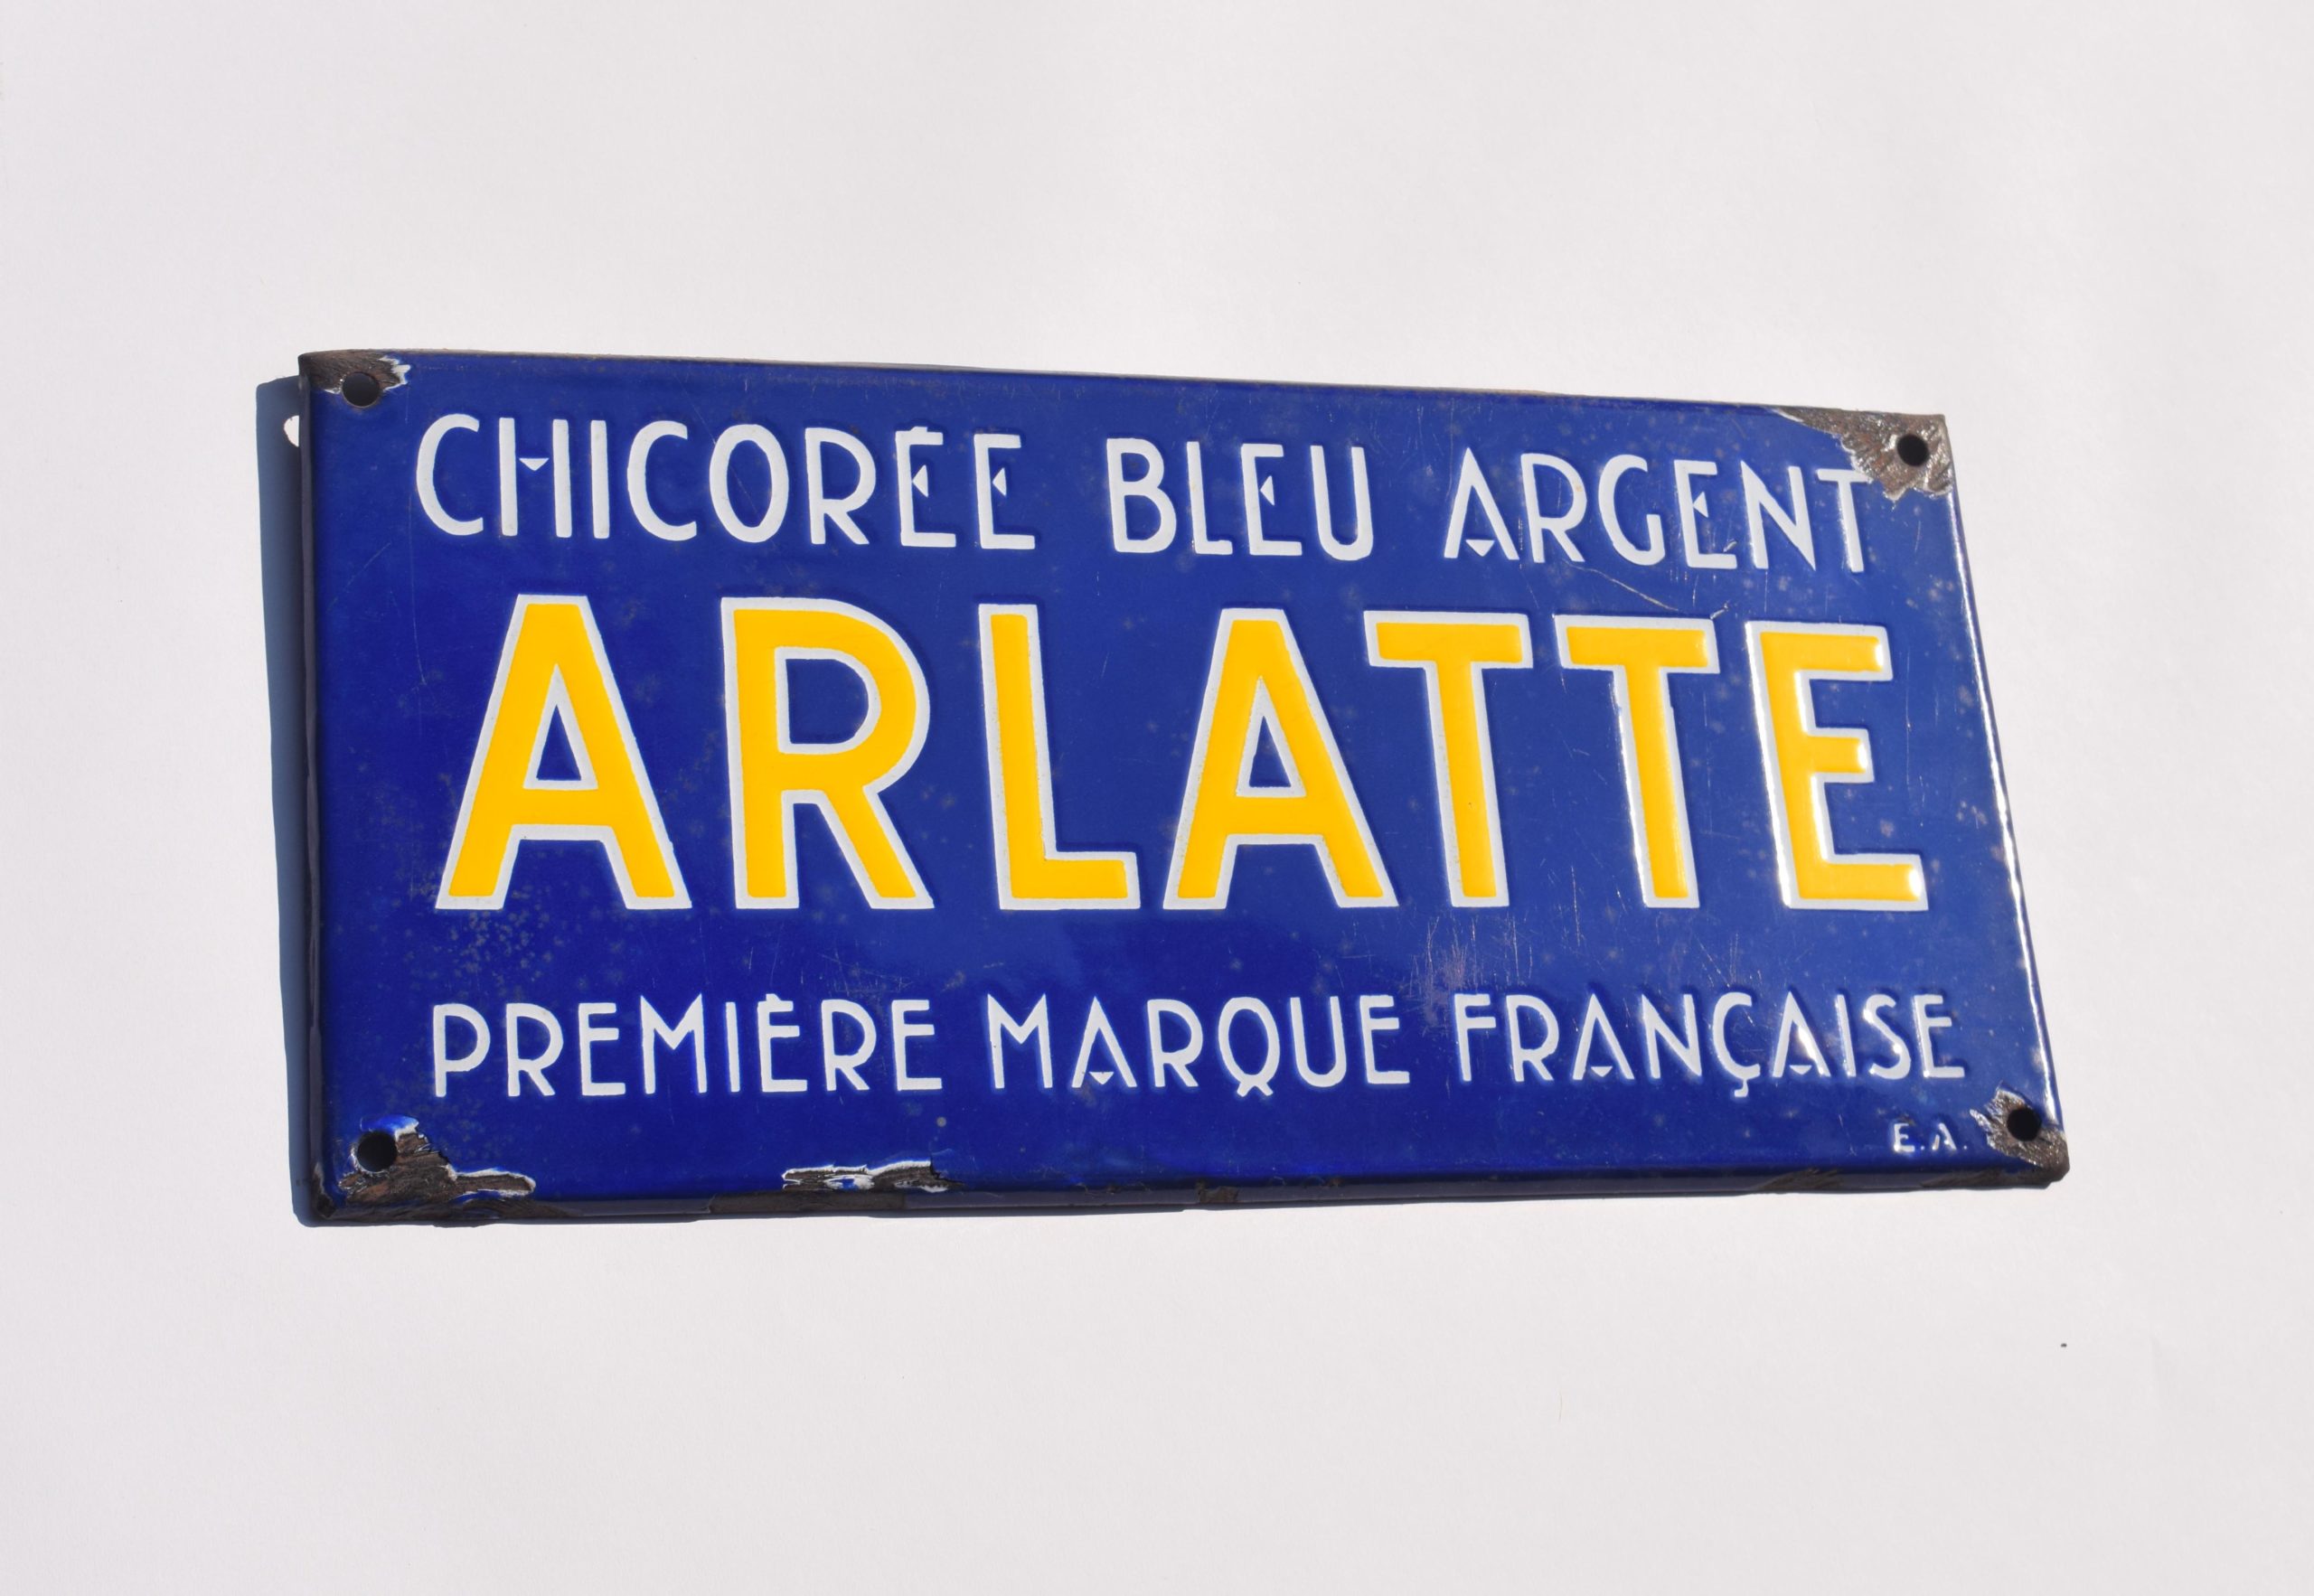 CHICORÉE BLEU ARGENT
ARLATTE
PREMIÈRE MARQUE FRANÇAISE
E.A.